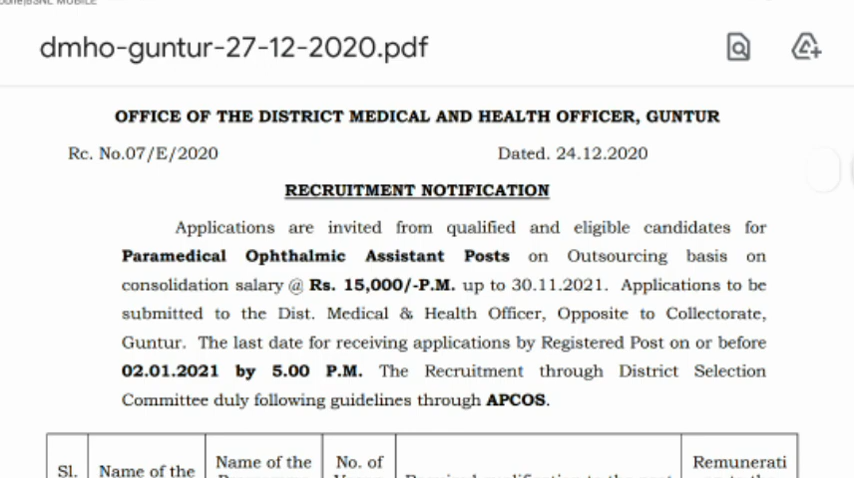 MOBILE
dmho-guntur-27-12-2020.pdf
OFFICE OF THE DISTRICT MEDICAL AND HEALTH OFFICER, GUNTUR
Rc. No.07/E/2020 Dated. 24.12.2020
RECRUITMENT NOTIFICATION
Applications are invited from qualified and eligible candidates for
Paramedical Ophthalmic Assistant Posts on Outsourcing basis on
consolidation salary @ Rs. 15,000/-P.M. up to 30.11.2021. Applications to be
submitted to the Dist. Medical & Health Officer, Opposite to Collectorate,
Guntur. The last date for receiving applications by Registered Post on or before
02.01.2021 by 5.00 P.M. The Recruitment through District Selection
Committee duly following guidelines through APCOS.
Name of the No. of Remunerati
Sl. Name of the